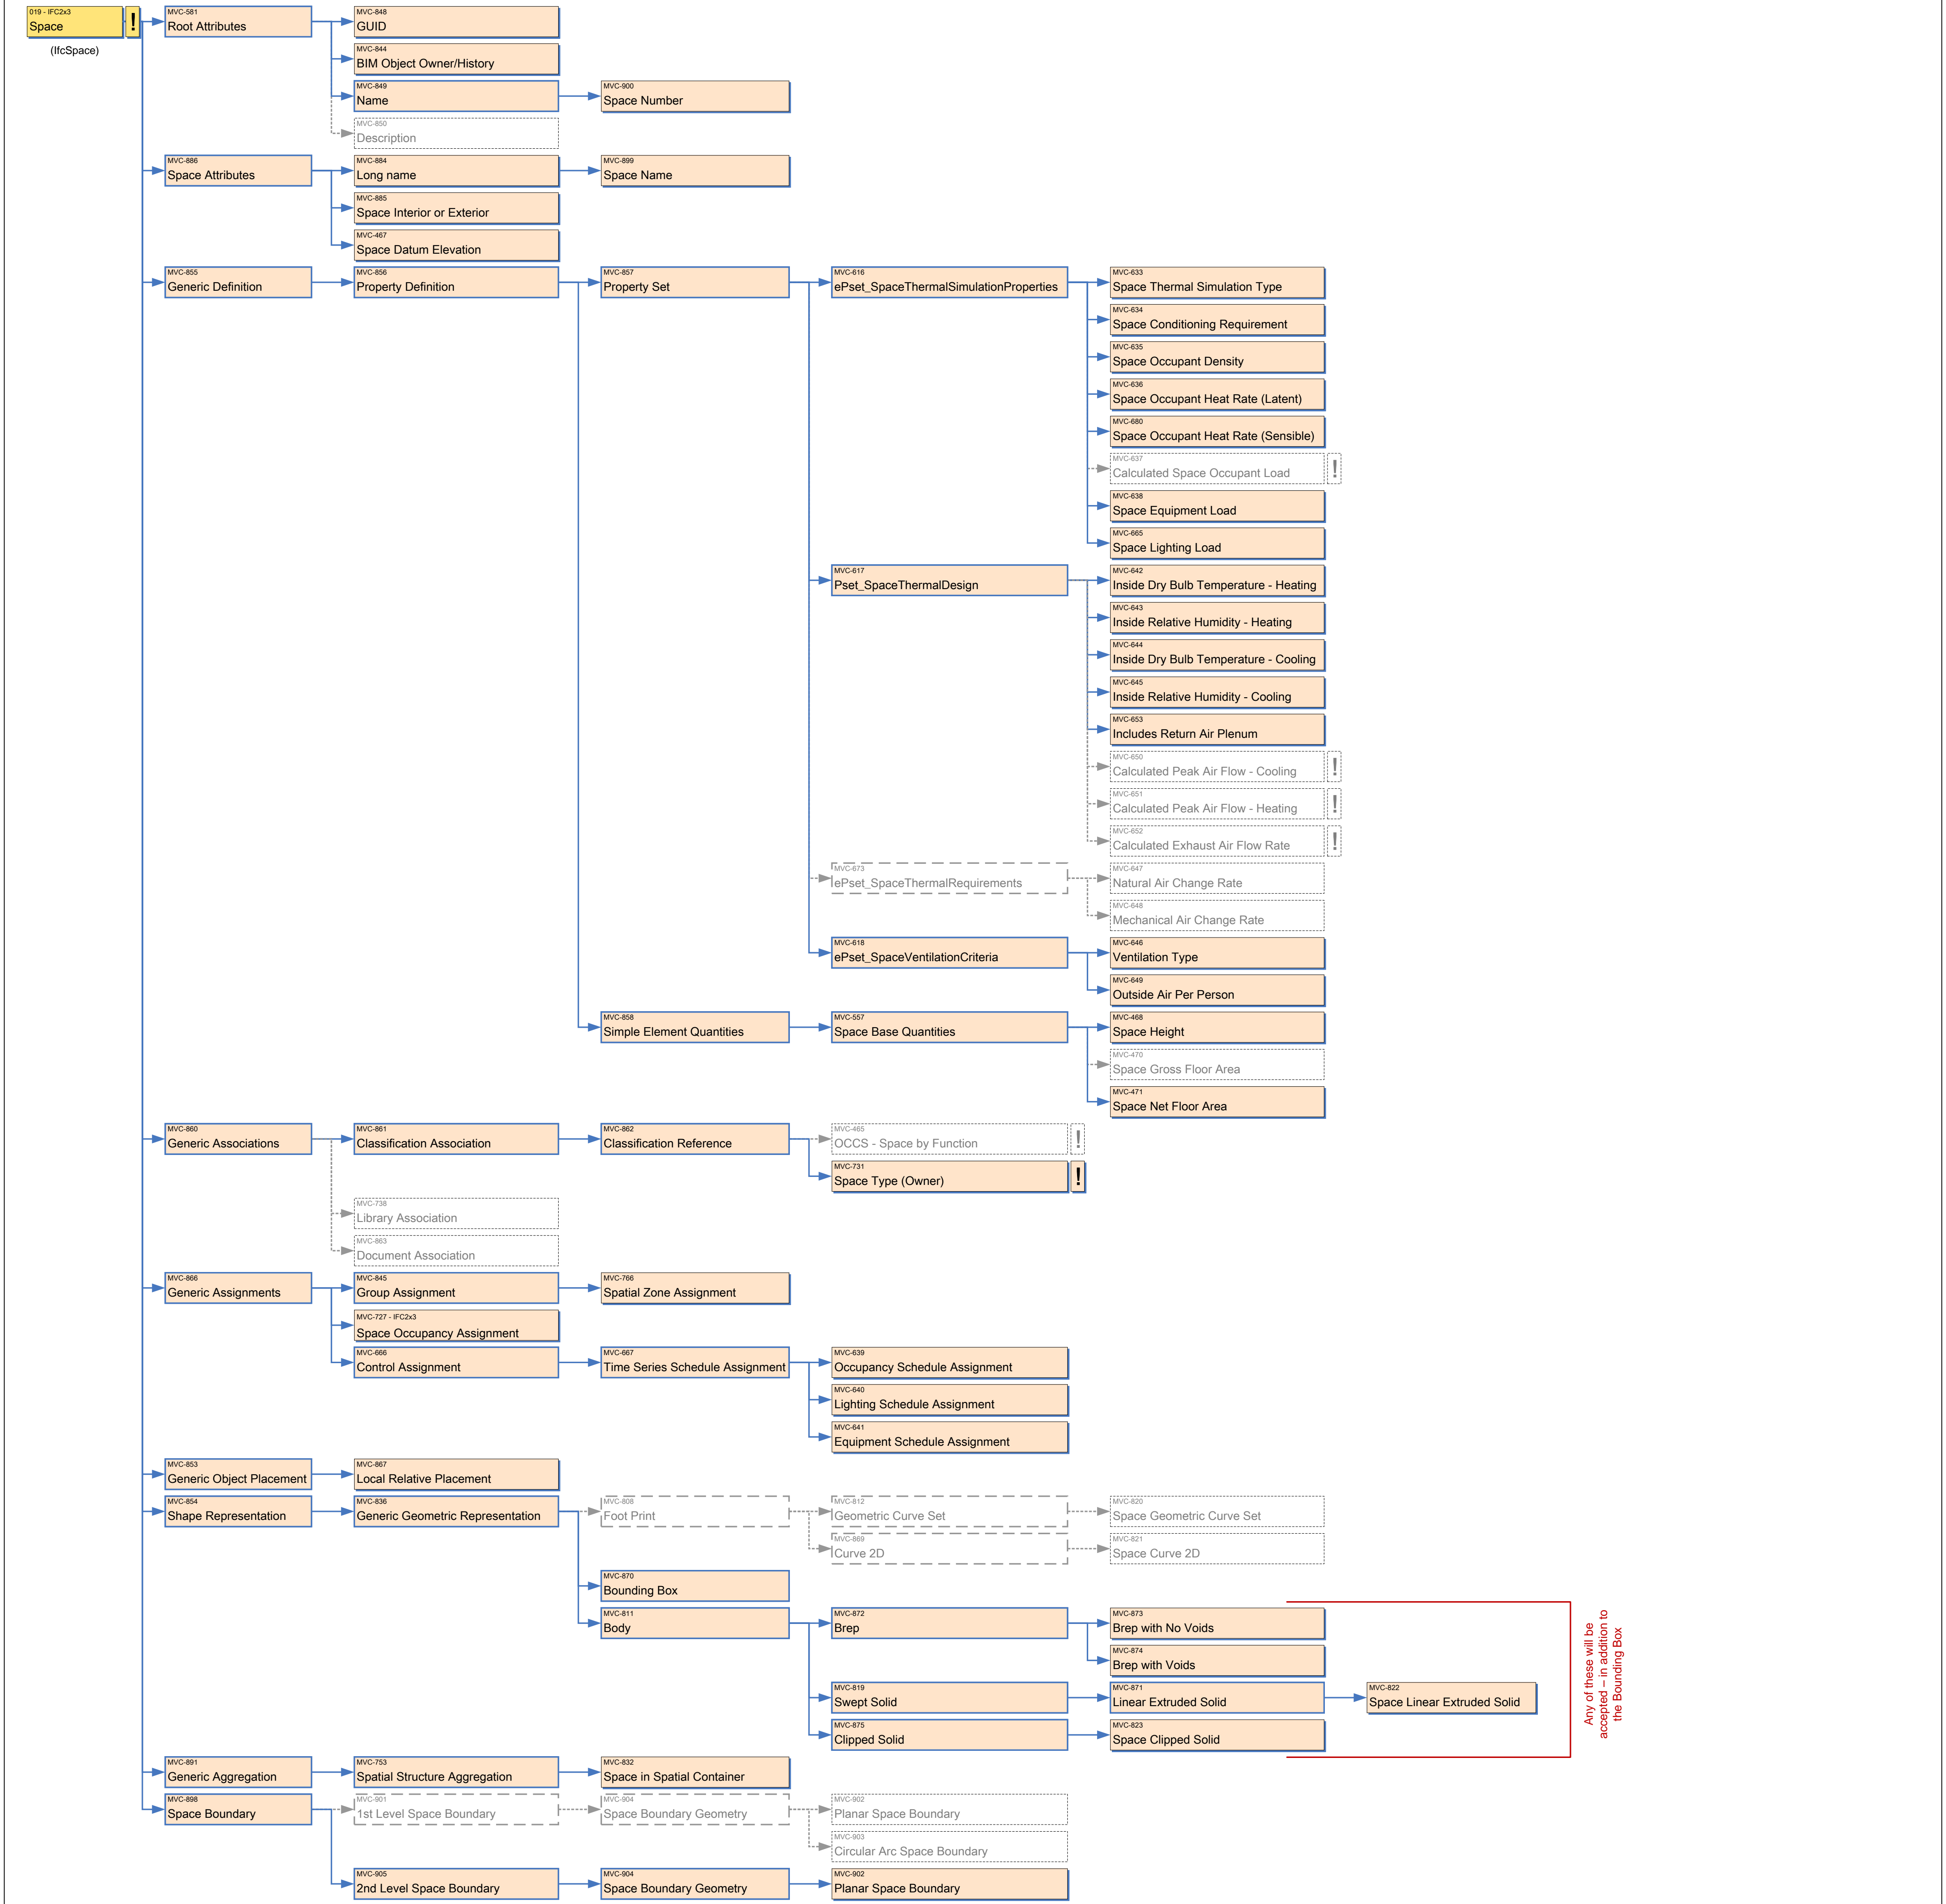 019 - IFC2x3
Space
!
(IfcSpace)
MVC-581
Root Attributes
MVC-848
GUID
MVC-844
BIM Object Owner/History
MVC-849
Name
MVC-900
Space Number
MVC-850
Description
MVC-886
Space Attributes
MVC-884
Long name
MVC-899
Space Name
MVC-885
Space Interior or Exterior
MVC-467
Space Datum Elevation
MVC-855
Generic Definition
MVC-856
Property Definition
MVC-857
Property Set
MVC-616
ePset_SpaceThermalSimulationProperties
MVC-633
Space Thermal Simulation Type
MVC-634
Space Conditioning Requirement
MVC-635
Space Occupant Density
MVC-636
Space Occupant Heat Rate (Latent)
MVC-680
Space Occupant Heat Rate (Sensible)
MVC-637
Calculated Space Occupant Load
!
MVC-638
Space Equipment Load
MVC-665
Space Lighting Load
MVC-617
Pset_SpaceThermalDesign
MVC-642
Inside Dry Bulb Temperature - Heating
MVC-643
Inside Relative Humidity - Heating
MVC-644
Inside Dry Bulb Temperature - Cooling
MVC-645
Inside Relative Humidity - Cooling
MVC-653
Includes Return Air Plenum
MVC-650
Calculated Peak Air Flow - Cooling
!
MVC-651
Calculated Peak Air Flow - Heating
!
MVC-652
Calculated Exhaust Air Flow Rate
!
MVC-673
ePset_SpaceThermalRequirements
MVC-647
Natural Air Change Rate
MVC-648
Mechanical Air Change Rate
MVC-618
ePset_SpaceVentilationCriteria
MVC-646
Ventilation Type
MVC-649
Outside Air Per Person
MVC-858
Simple Element Quantities
MVC-557
Space Base Quantities
MVC-468
Space Height
MVC-470
Space Gross Floor Area
MVC-471
Space Net Floor Area
MVC-860
Generic Associations
MVC-861
Classification Association
MVC-862
Classification Reference
MVC-465
OCCS - Space by Function
!
MVC-731
Space Type (Owner)
!
MVC-738
Library Association
MVC-863
Document Association
MVC-866
Generic Assignments
MVC-845
Group Assignment
MVC-766
Spatial Zone Assignment
MVC-727 - IFC2x3
Space Occupancy Assignment
MVC-666
Control Assignment
MVC-667
Time Series Schedule Assignment
MVC-639
Occupancy Schedule Assignment
MVC-640
Lighting Schedule Assignment
MVC-641
Equipment Schedule Assignment
MVC-853
Generic Object Placement
MVC-867
Local Relative Placement
MVC-854
Shape Representation
MVC-836
Generic Geometric Representation
MVC-808
Foot Print
MVC-812
Geometric Curve Set
MVC-820
Space Geometric Curve Set
MVC-869
Curve 2D
MVC-821
Space Curve 2D
MVC-870
Bounding Box
MVC-811
Body
MVC-872
Brep
MVC-873
Brep with No Voids
MVC-874
Brep with Voids
MVC-819
Swept Solid
MVC-871
Linear Extruded Solid
MVC-822
Space Linear Extruded Solid
MVC-875
Clipped Solid
MVC-823
Space Clipped Solid
Any of these will be
accepted – in addition to
the Bounding Box
MVC-891
Generic Aggregation
MVC-753
Spatial Structure Aggregation
MVC-832
Space in Spatial Container
MVC-898
Space Boundary
MVC-901
1st Level Space Boundary
MVC-904
Space Boundary Geometry
MVC-902
Planar Space Boundary
MVC-903
Circular Arc Space Boundary
MVC-905
2nd Level Space Boundary
MVC-904
Space Boundary Geometry
MVC-902
Planar Space Boundary